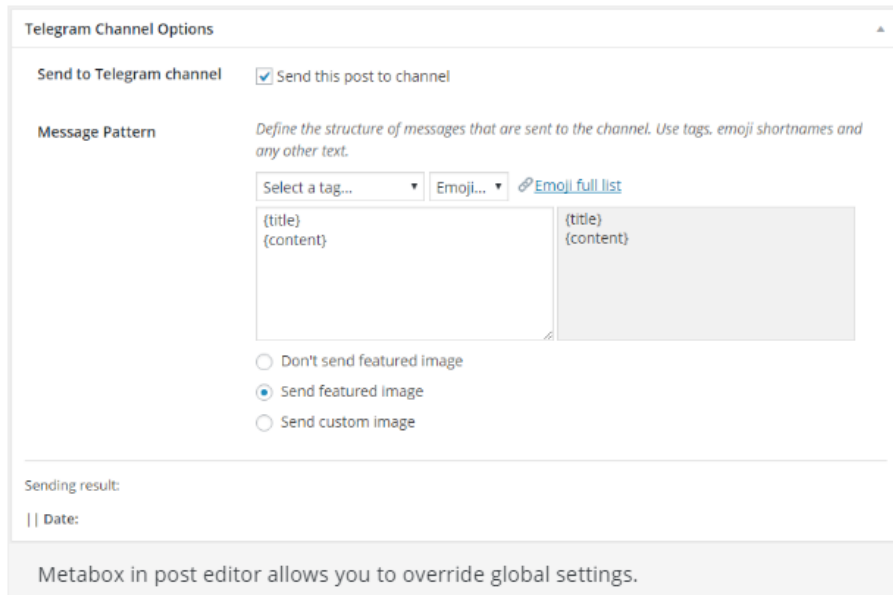 Telegram Channel Options
Send to Telegram channel
Send this post to channel
Message Pattern
Define the structure of messages that are sent to the channel. Use tags, emoji shortnames and
any other text.
Select a tag...
Emoji...
Emoji full list
{title}
{content}
{title}
{content}
Don't send featured image
Send featured image
Send custom image
Sending result:
|| Date:
Metabox in post editor allows you to override global settings.